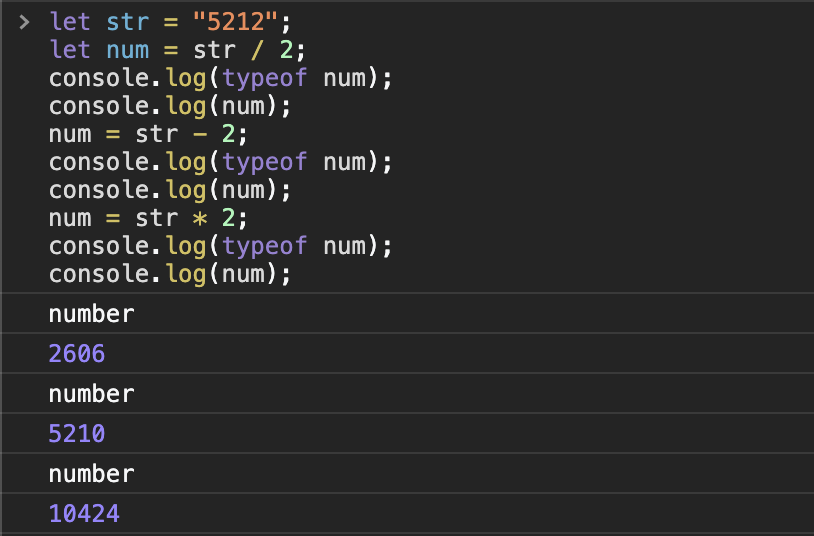 > let str = "5212";
let num = str / 2;
console.log(typeof num);
console.log(num);
num = str - 2;
console.log(typeof num);
console.log(num);
num = str * 2;
console.log(typeof num);
console.log(num);
number
2606
number
5210
number
10424